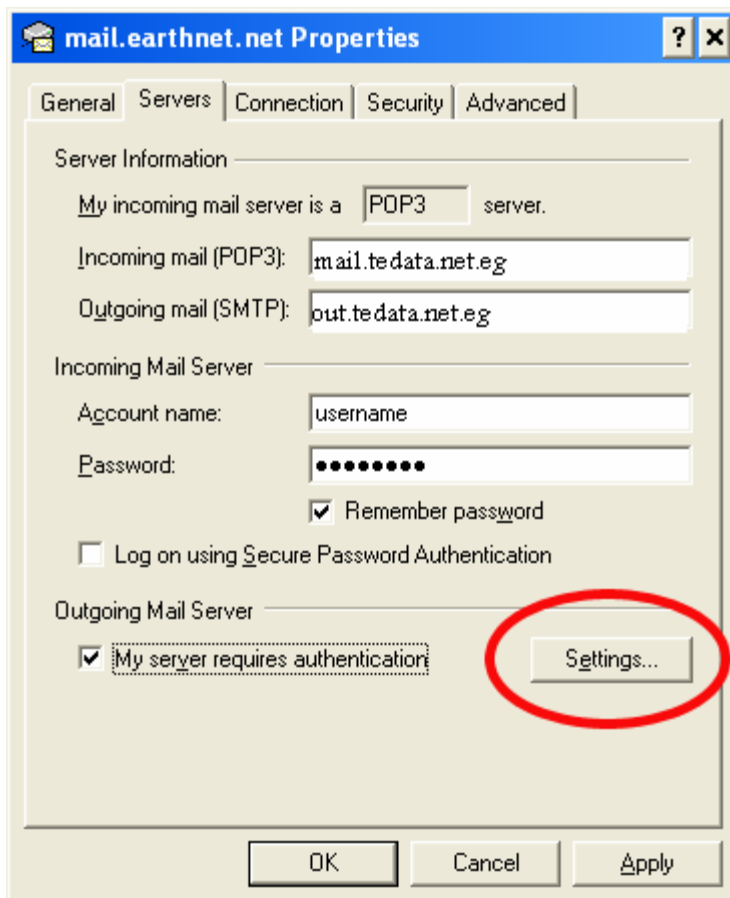 mail.earthnet.net Properties
General Servers Connection Security Advanced
Server Information
My incoming mail server is a POP3 server.
Incoming mail (POP3): mail.tedata.net.eg
Outgoing mail (SMTP): out.tedata.net.eg
Incoming Mail Server
Account name: username
Password: ●●●●●●●●
Remember password
Log on using Secure Password Authentication
Outgoing Mail Server
My server requires authentication Settings...
OK Cancel Apply